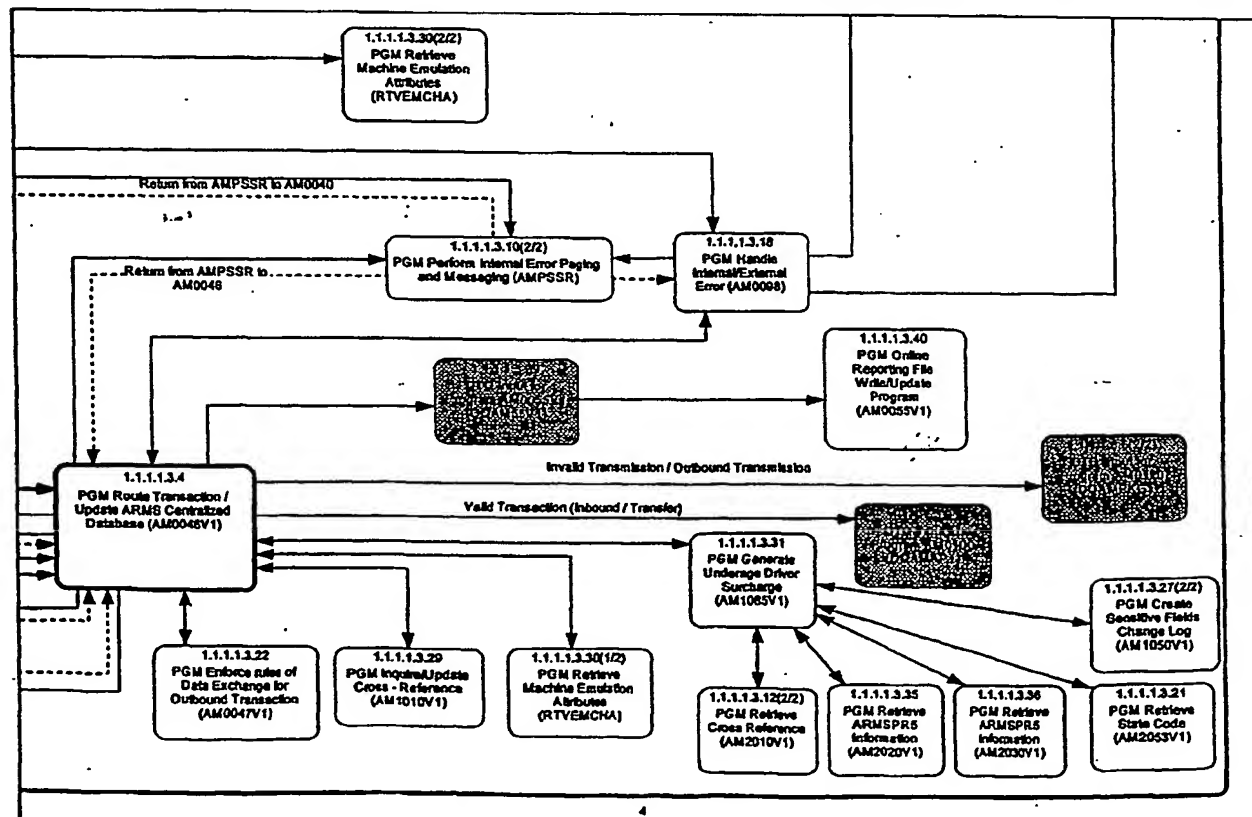 1.1.1.1.3.30(2/2)
PGM Retrieve
Machine Emulation
Attributes
(RTVEMCHA)
Return from AMPSSR to AM0040
1.1.1.1.3.10(2/2)
PGM Perform Internal Error Paging
and Messaging (AMPSSR)
1.1.1.1.3.18
PGM Handle
Internal/External
Error (AM0098)
Return from AMPSSR to
AM0046
1.1.1.1.3.40
PGM Online
Reporting File
Write/Update
Program
(AM0055V1)
1.1.1.1.3.4
PGM Route Transaction /
Update ARMS Centralized
Database (AM0046V1)
Invalid Transmission / Outbound Transmission
Valid Transaction (Inbound / Transfer)
1.1.1.1.3.31
PGM Generate
Underage Driver
Surcharge
(AM1065V1)
1.1.1.1.3.27(2/2)
PGM Create
Sensitive Fields
Change Log
(AM1050V1)
1.1.1.1.3.22
PGM Enforce rules of
Data Exchange for
Outbound Transaction
(AM0047V1)
1.1.1.1.3.29
PGM Inquire/Update
Cross - Reference
(AM1010V1)
1.1.1.1.3.30(1/2)
PGM Retrieve
Machine Emulation
Attributes
(RTVEMCHA)
1.1.1.1.3.12(2/2)
PGM Retrieve
Cross Reference
(AM2010V1)
1.1.1.1.3.35
PGM Retrieve
ARMSPR5
Information
(AM2020V1)
1.1.1.1.3.36
PGM Retrieve
ARMSPR5
Information
(AM2030V1)
1.1.1.1.3.21
PGM Retrieve
State Code
(AM2053V1)
4